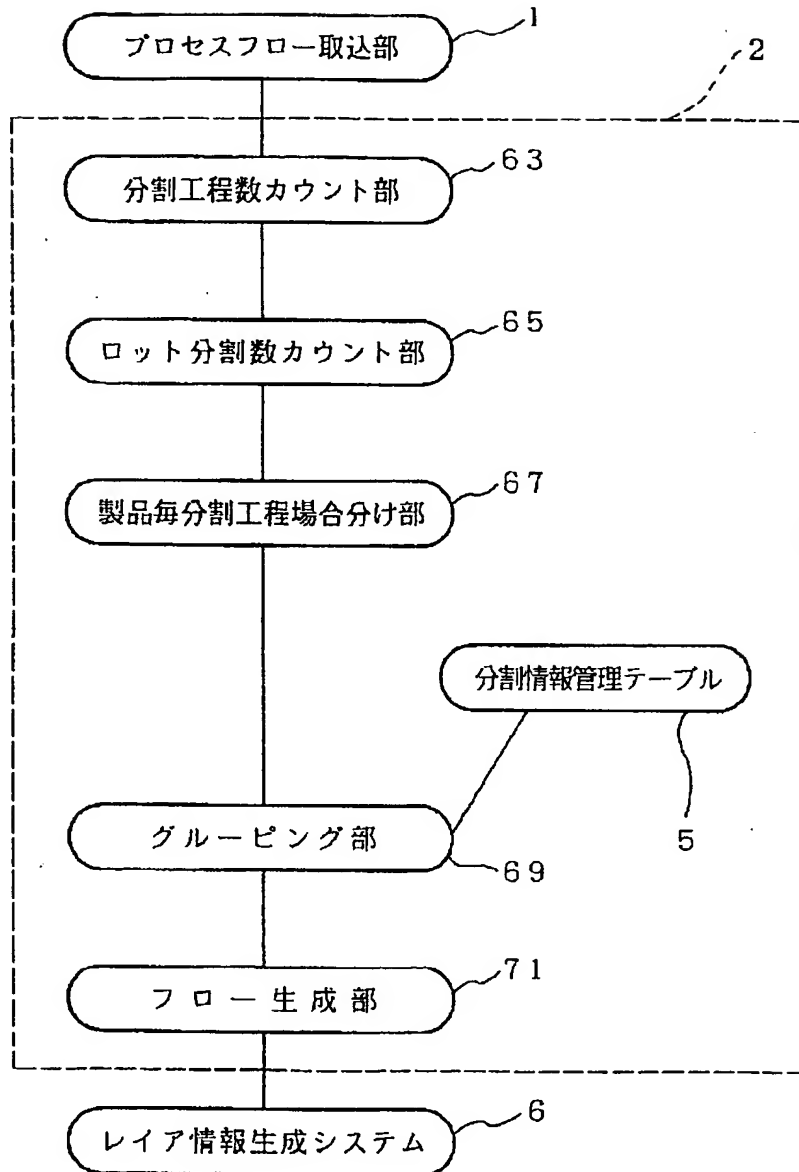 プロセスフロー取込部
1
2
分割工程数カウント部
63
ロット分割数カウント部
65
製品毎分割工程場合分け部
67
分割情報管理テーブル
5
グルーピング部
69
フロー生成部
71
レイア情報生成システム
6